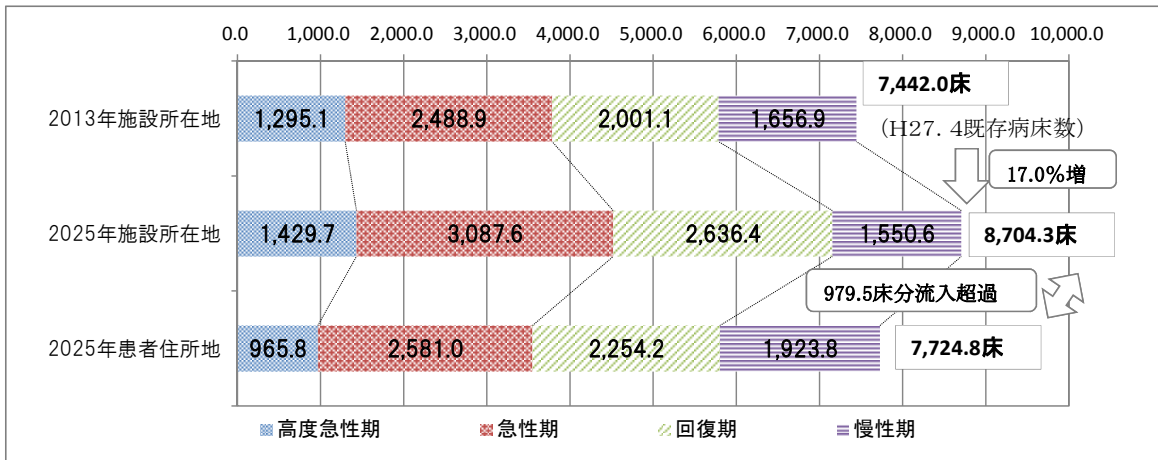 0.0 1,000.0 2,000.0 3,000.0 4,000.0 5,000.0 6,000.0 7,000.0 8,000.0 9,000.0 10,000.0
7,442.0床
2013年施設所在地 1,295.1 2,488.9 2,001.1 1,656.9
(H27.4既存病床数)
17.0%増
2025年施設所在地 1,429.7 3,087.6 2,636.4 1,550.6 8,704.3床
979.5床分流入超過
2025年患者住所地 965.8 2,581.0 2,254.2 1,923.8 7,724.8床
高度急性期 急性期 回復期 慢性期